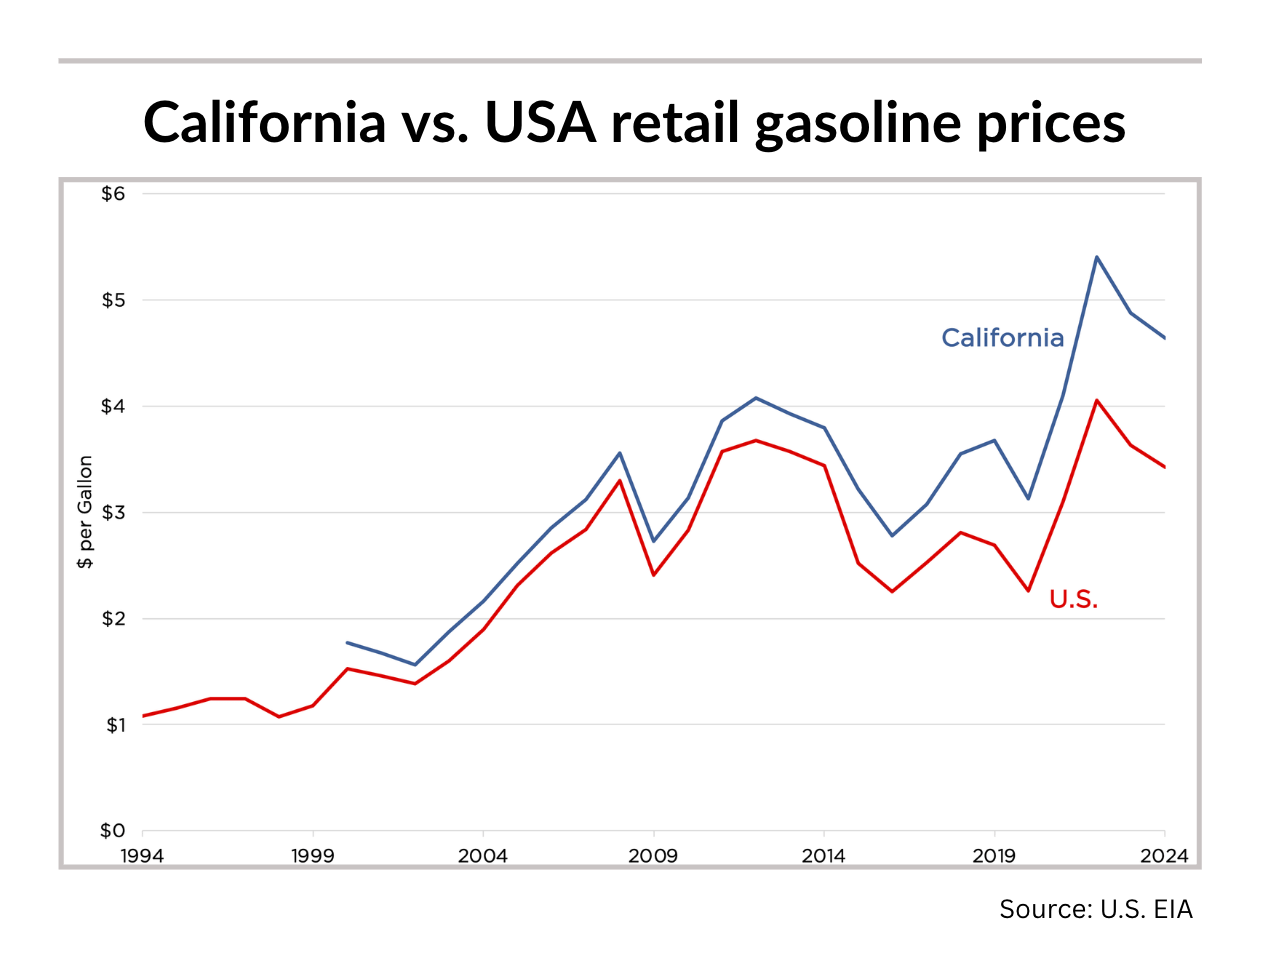 California vs. USA retail gasoline prices
$6
$5
California
$4
$ per Gallon
$3
U.S.
$2
$1
$0
1994 1999 2004 2009 2014 2019 2024
Source: U.S. EIA